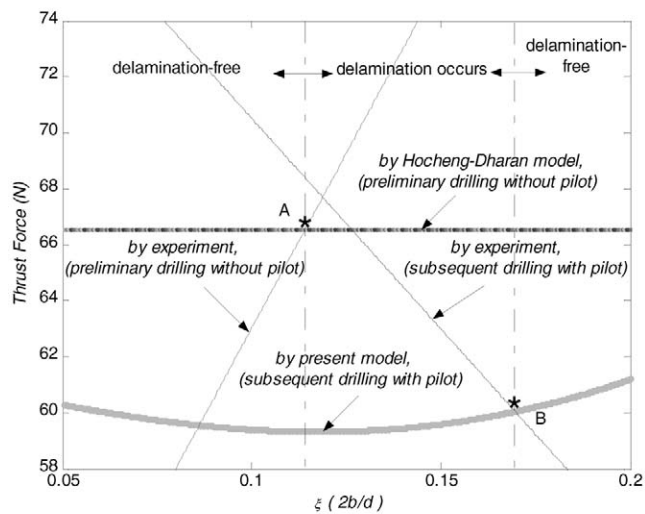 74
72
70
68
66
64
62
60
58
Thrust Force (N)
delamination-free
delamination occurs
delamination-
free
by Hocheng-Dharan model,
(preliminary drilling without pilot)
A
by experiment,
(preliminary drilling without pilot)
by experiment,
(subsequent drilling with pilot)
by present model,
(subsequent drilling with pilot)
B
0.05 0.1 0.15 0.2
ξ ( 2b/d )